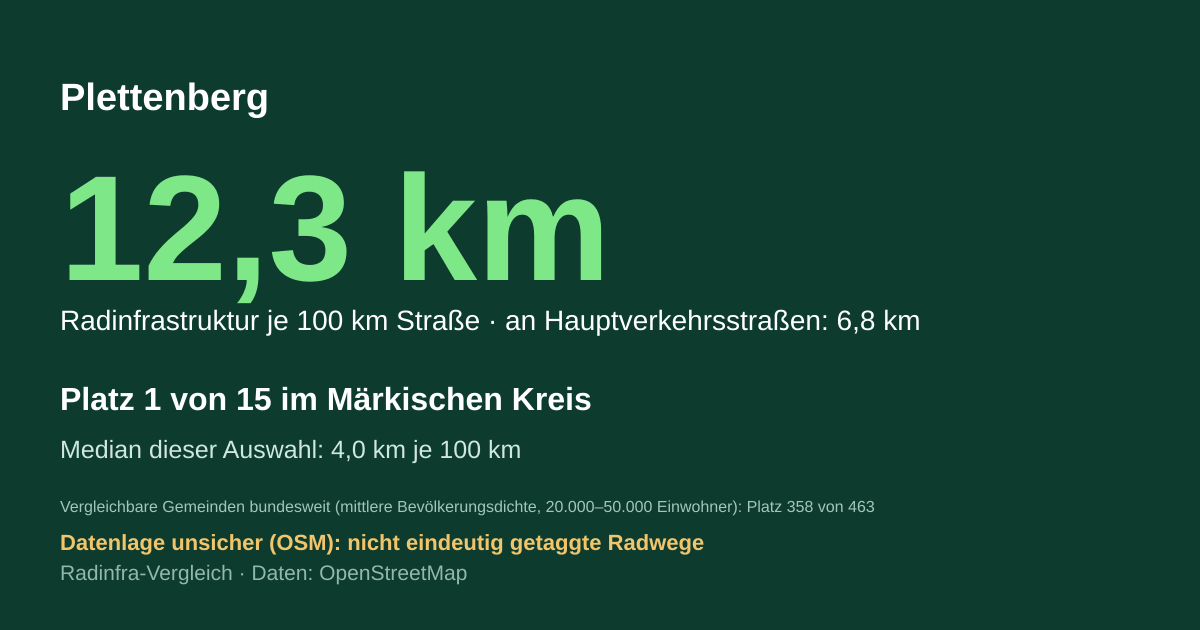 Plettenberg
12,3 km
Radinfrastruktur je 100 km Straße · an Hauptverkehrsstraßen: 6,8 km
Platz 1 von 15 im Märkischen Kreis
Median dieser Auswahl: 4,0 km je 100 km
Vergleichbare Gemeinden bundesweit (mittlere Bevölkerungsdichte, 20.000–50.000 Einwohner): Platz 358 von 463
Datenlage unsicher (OSM): nicht eindeutig getaggte Radwege
Radinfra-Vergleich · Daten: OpenStreetMap